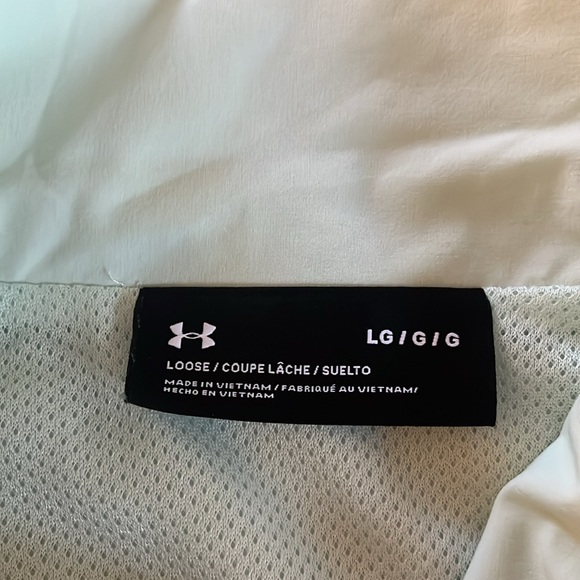 LG/G/G
LOOSE / COUPE LÂCHE / SUELTO
MADE IN VIETNAM / FABRIQUÉ AU VIETNAM/
HECHO EN VIETNAM